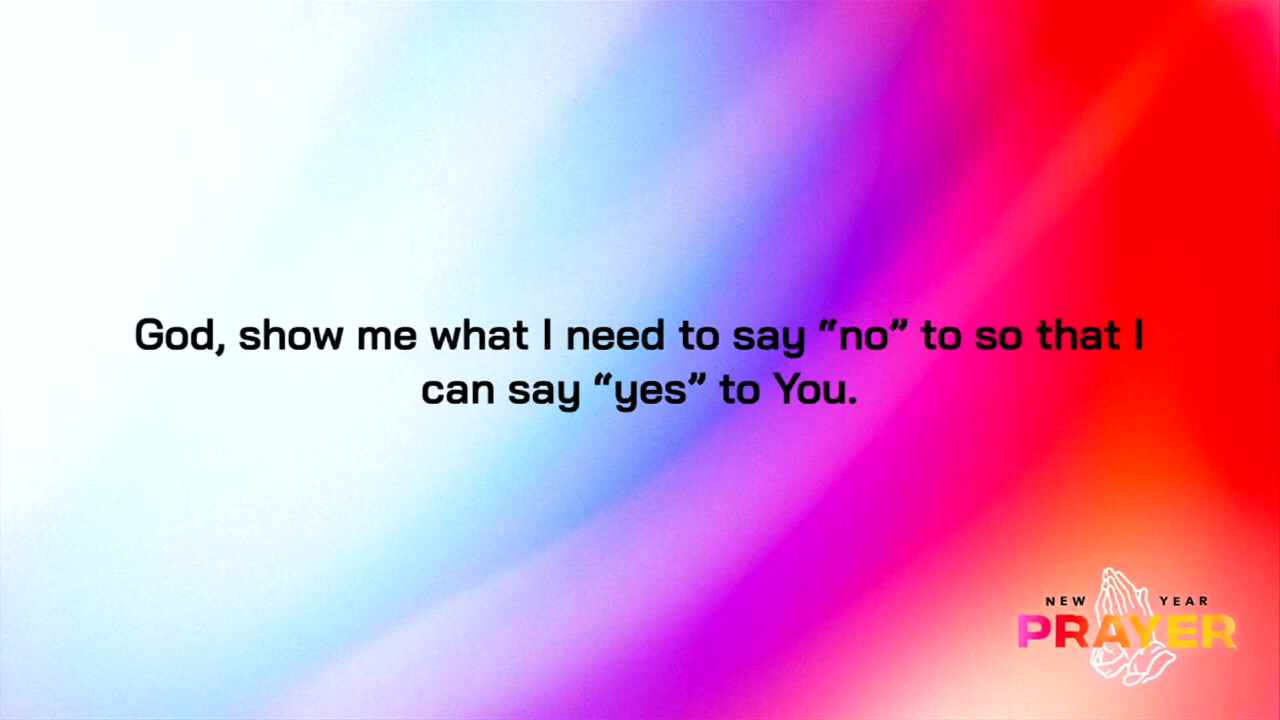 God, show me what I need to say “no” to so that I
can say “yes” to You.
NEW YEAR
PRAYER